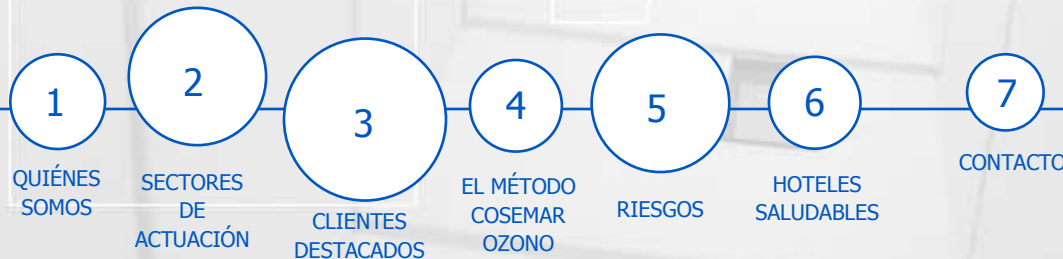 1
QUIÉNES
SOMOS
2
SECTORES
DE
ACTUACIÓN
3
CLIENTES
DESTACADOS
4
EL MÉTODO
COSEMAR
OZONO
5
RIESGOS
6
HOTELES
SALUDABLES
7
CONTACTO